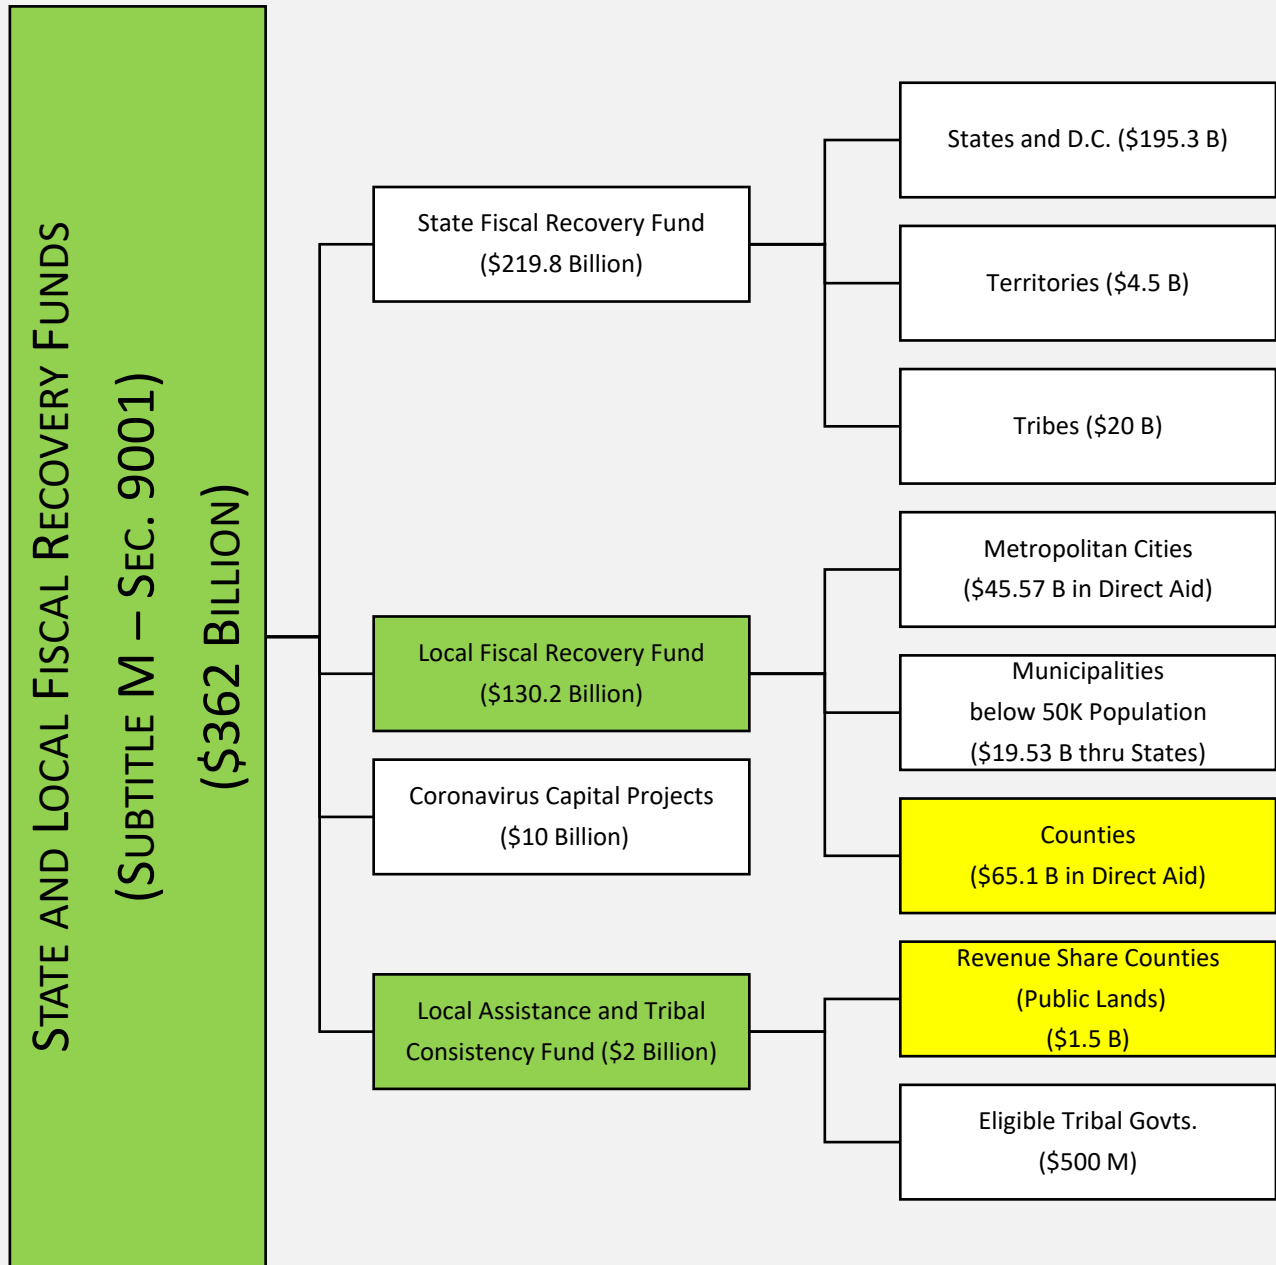 STATE AND LOCAL FISCAL RECOVERY FUNDS
(SUBTITLE M – SEC. 9001)
($362 BILLION)
State Fiscal Recovery Fund
($219.8 Billion)
States and D.C. ($195.3 B)
Territories ($4.5 B)
Tribes ($20 B)
Local Fiscal Recovery Fund
($130.2 Billion)
Metropolitan Cities
($45.57 B in Direct Aid)
Municipalities
below 50K Population
($19.53 B thru States)
Counties
($65.1 B in Direct Aid)
Coronavirus Capital Projects
($10 Billion)
Local Assistance and Tribal
Consistency Fund ($2 Billion)
Revenue Share Counties
(Public Lands)
($1.5 B)
Eligible Tribal Govts.
($500 M)